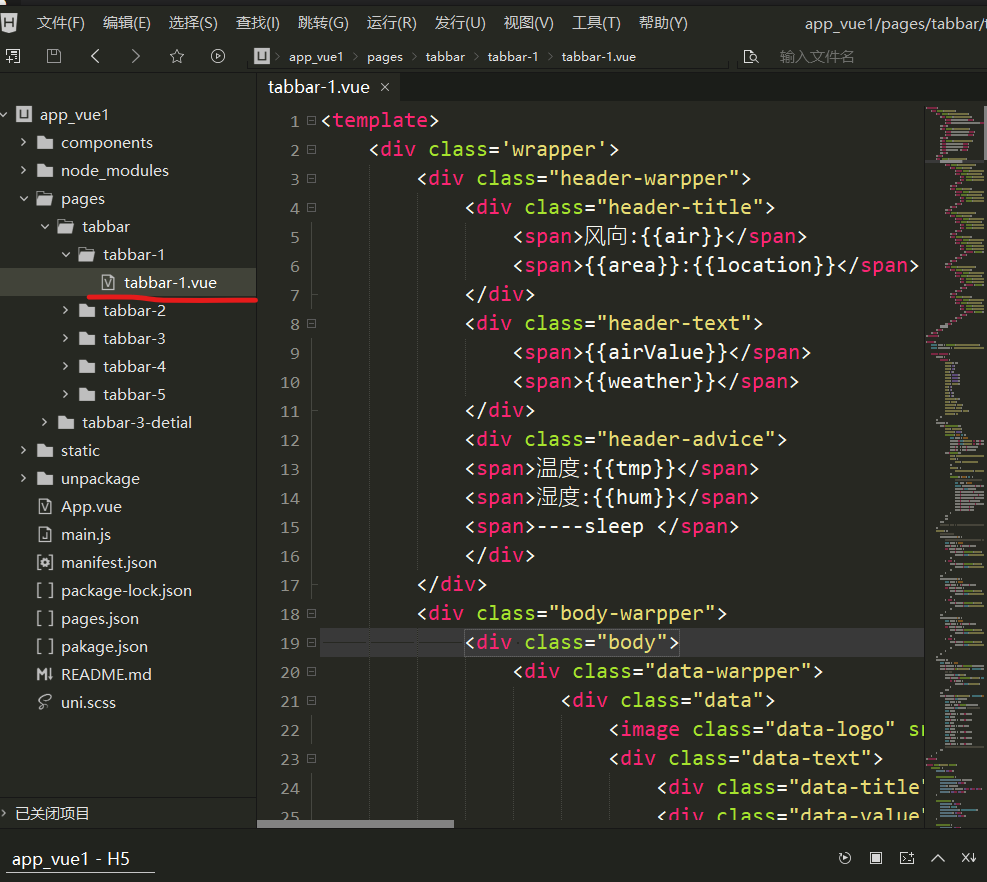 文件(F) 编辑(E) 选择(S) 查找(I) 跳转(G) 运行(R) 发行(U) 视图(V) 工具(T) 帮助(Y) app_vue1/pages/tabbar/
U app_vue1 pages tabbar tabbar-1 tabbar-1.vue 输入文件名
tabbar-1.vue
app_vue1
components
node_modules
pages
tabbar
tabbar-1
tabbar-1.vue
tabbar-2
tabbar-3
tabbar-4
tabbar-5
tabbar-3-detial
static
unpackage
App.vue
main.js
manifest.json
package-lock.json
pages.json
pakage.json
README.md
uni.scss
已关闭项目
1 <template>
2 <div class='wrapper'>
3 <div class="header-warpper">
4 <div class="header-title">
5 <span>风向:{{air}}</span>
6 <span>{{area}}:{{location}}</span>
7 </div>
8 <div class="header-text">
9 <span>{{airValue}}</span>
10 <span>{{weather}}</span>
11 </div>
12 <div class="header-advice">
13 <span>温度:{{tmp}}</span>
14 <span>湿度:{{hum}}</span>
15 <span>----sleep </span>
16 </div>
17 </div>
18 <div class="body-warpper">
19 <div class="body">
20 <div class="data-warpper">
21 <div class="data">
22 <image class="data-logo" sr
23 <div class="data-text">
24 <div class="data-title"
25 <div class="data-value"
app_vue1 - H5